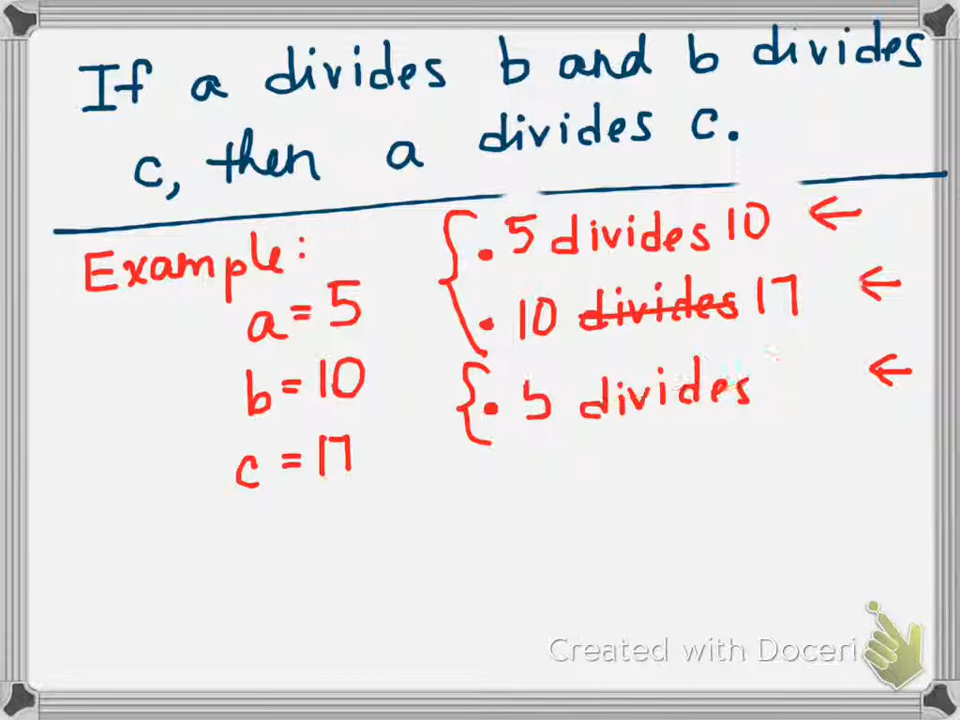 If a divides b and b divides
c, then a divides c.
Example:
a = 5
b = 10
c = 17
• 5 divides 10 ←
• 10 divides 17 ←
• 5 divides ←
Created with Doceri